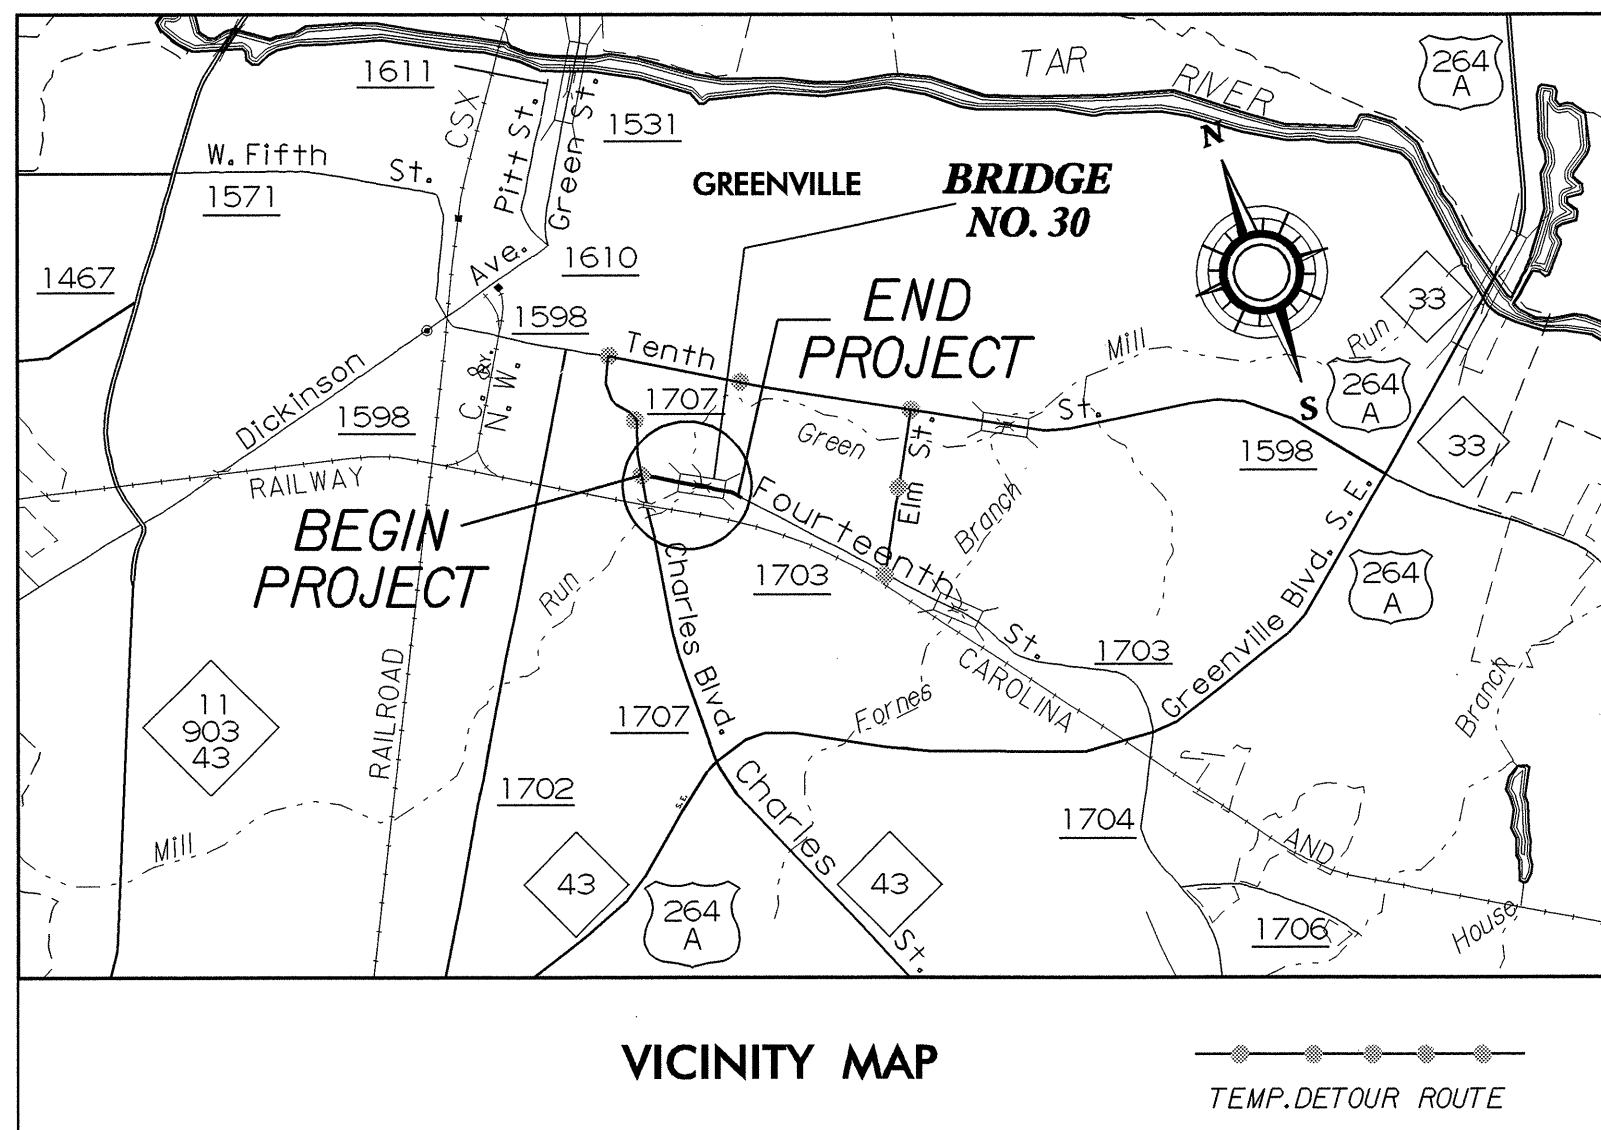 TAR
RIVER
264
A
1611
CSX
Pitt St.
Green St.
1531
W. Fifth
St.
1571
GREENVILLE
BRIDGE
NO. 30
N
S
1467
Ave.
1610
1598
END
PROJECT
33
Run
Mill
264
A
Tenth
St.
Dickinson
1598
C. &
RY.
N. W.
1707
Green
St.
Elm
Branch
1598
33
RAILWAY
BEGIN
PROJECT
Fourteenth
St.
S. E.
Greenville Blvd.
264
A
Run
1703
Charles Blvd.
1703
CAROLINA
RAILROAD
11
903
43
1707
Fornes
Branch
1702
S.E.
Charles
St.
1704
AND
Mill
43
43
264
A
1706
House
VICINITY MAP
TEMP.DETOUR ROUTE